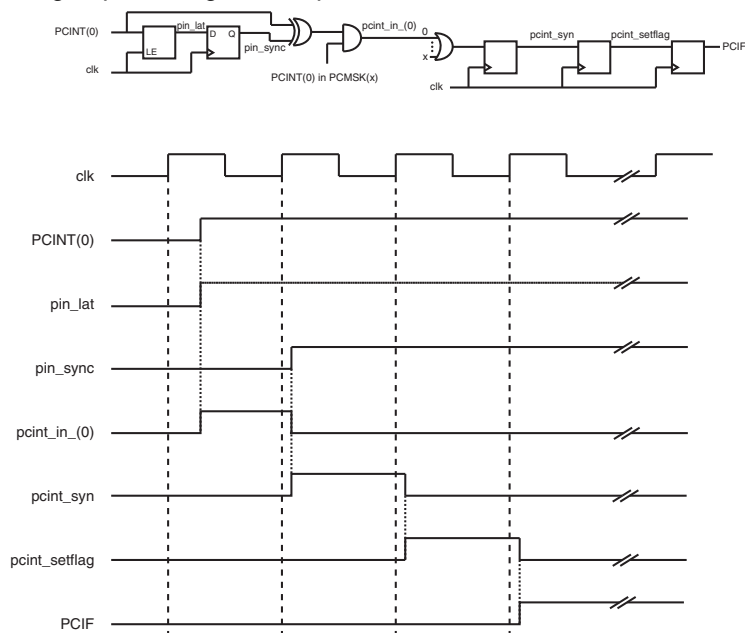 PCINT(0)
pin_lat
D Q
LE
pin_sync
clk
PCINT(0) in PCMSK(x)
pcint_in_(0)
0
x
clk
pcint_syn
pcint_setflag
PCIF
clk
PCINT(0)
pin_lat
pin_sync
pcint_in_(0)
pcint_syn
pcint_setflag
PCIF